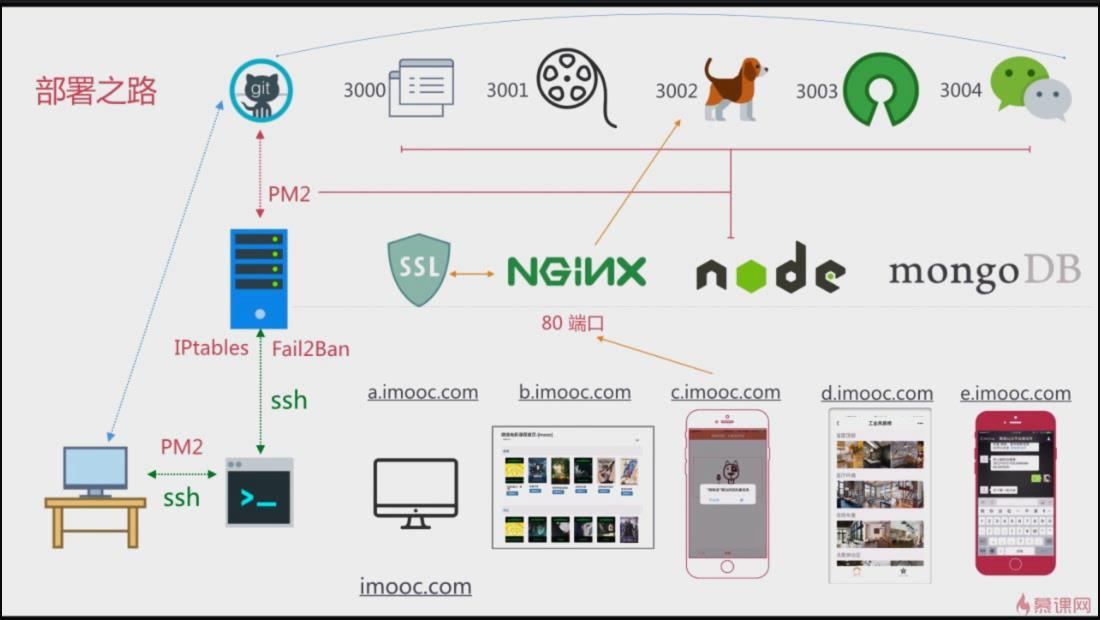 部署之路
git
3000
3001
3002
3003
3004
PM2
SSL
NGINX
node
mongoDB
80 端口
IPtables
Fail2Ban
ssh
a.imooc.com
b.imooc.com
c.imooc.com
d.imooc.com
e.imooc.com
PM2
ssh
>_
imooc.com
慕课网